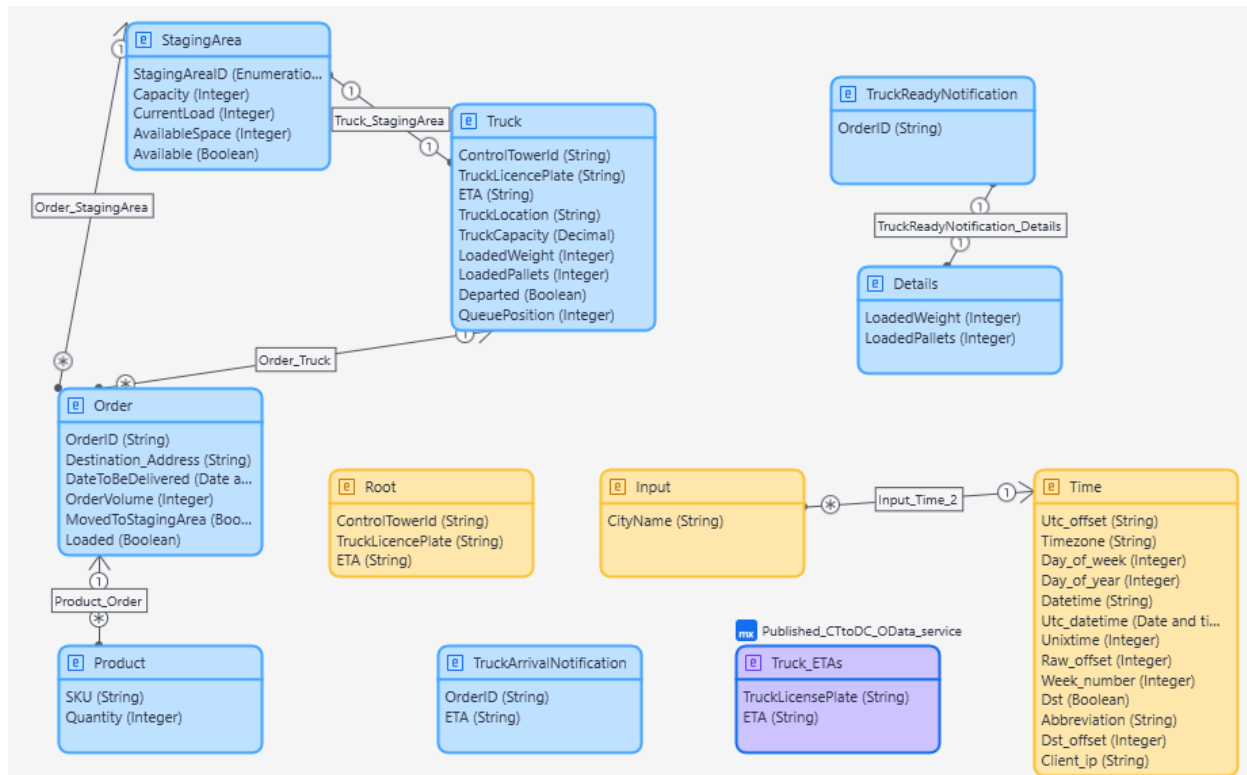 StagingArea
StagingAreaID (Enumeratio...
Capacity (Integer)
CurrentLoad (Integer)
AvailableSpace (Integer)
Available (Boolean)
1
1
Truck_StagingArea
1
Truck
ControlTowerId (String)
TruckLicencePlate (String)
ETA (String)
TruckLocation (String)
TruckCapacity (Decimal)
LoadedWeight (Integer)
LoadedPallets (Integer)
Departed (Boolean)
QueuePosition (Integer)
TruckReadyNotification
OrderID (String)
1
TruckReadyNotification_Details
1
Details
LoadedWeight (Integer)
LoadedPallets (Integer)
Order_StagingArea
*
1
Order_Truck
*
Order
OrderID (String)
Destination_Address (String)
DateToBeDelivered (Date a...
OrderVolume (Integer)
MovedToStagingArea (Boo...
Loaded (Boolean)
1
Product_Order
*
Product
SKU (String)
Quantity (Integer)
Root
ControlTowerId (String)
TruckLicencePlate (String)
ETA (String)
Input
CityName (String)
*
Input_Time_2
1
Time
Utc_offset (String)
Timezone (String)
Day_of_week (Integer)
Day_of_year (Integer)
Datetime (String)
Utc_datetime (Date and ti...
Unixtime (Integer)
Raw_offset (Integer)
Week_number (Integer)
Dst (Boolean)
Abbreviation (String)
Dst_offset (Integer)
Client_ip (String)
TruckArrivalNotification
OrderID (String)
ETA (String)
mx Published_CTtoDC_OData_service
Truck_ETAs
TruckLicensePlate (String)
ETA (String)